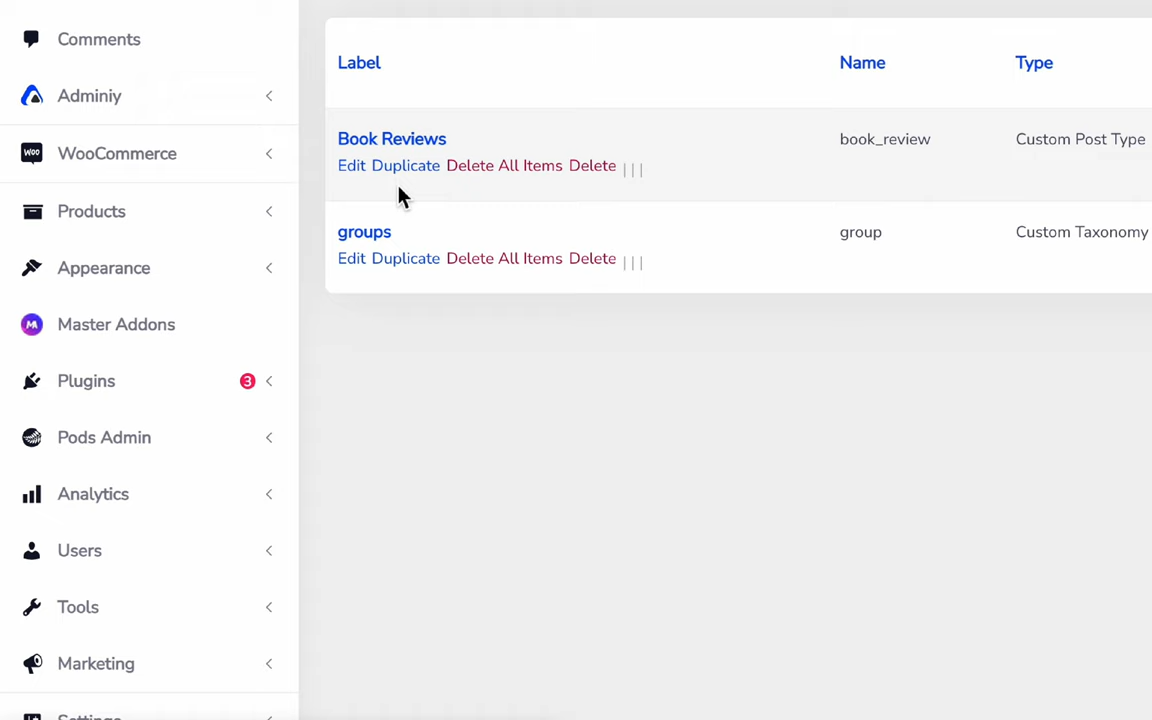 Comments
Adminiy
WOO WooCommerce
Products
Appearance
Master Addons
Plugins 3
Pods Admin
Analytics
Users
Tools
Marketing
Settings
Label Name Type
Book Reviews book_review Custom Post Type
Edit Duplicate Delete All Items Delete | | |
groups group Custom Taxonomy
Edit Duplicate Delete All Items Delete | | |